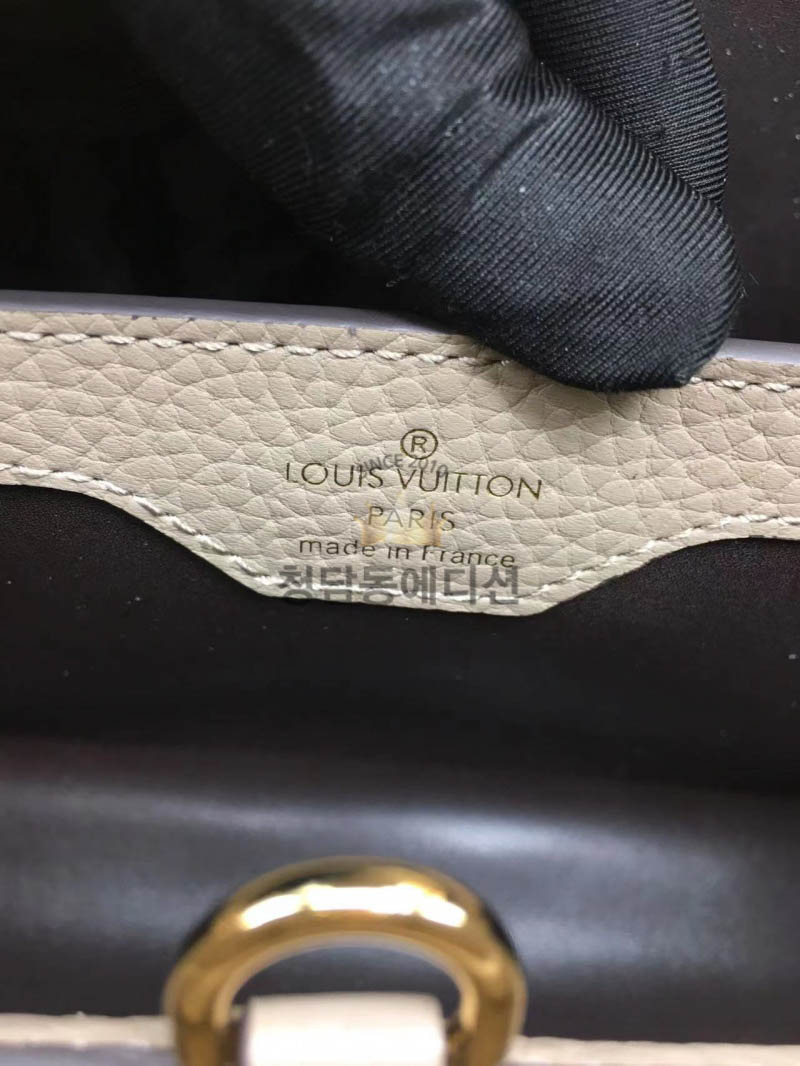 ®
SINCE 2010
LOUIS VUITTON
PARIS
made in France
청담동에디션